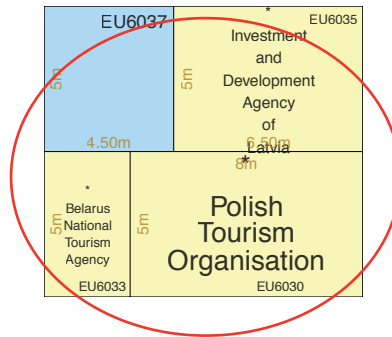 EU6037
5m
4.50m
*
EU6035
Investment
and
Development
Agency
of
Latvia
5m
6.50m
*
Belarus
National
Tourism
Agency
5m
EU6033
8m
*
Polish
Tourism
Organisation
5m
EU6030